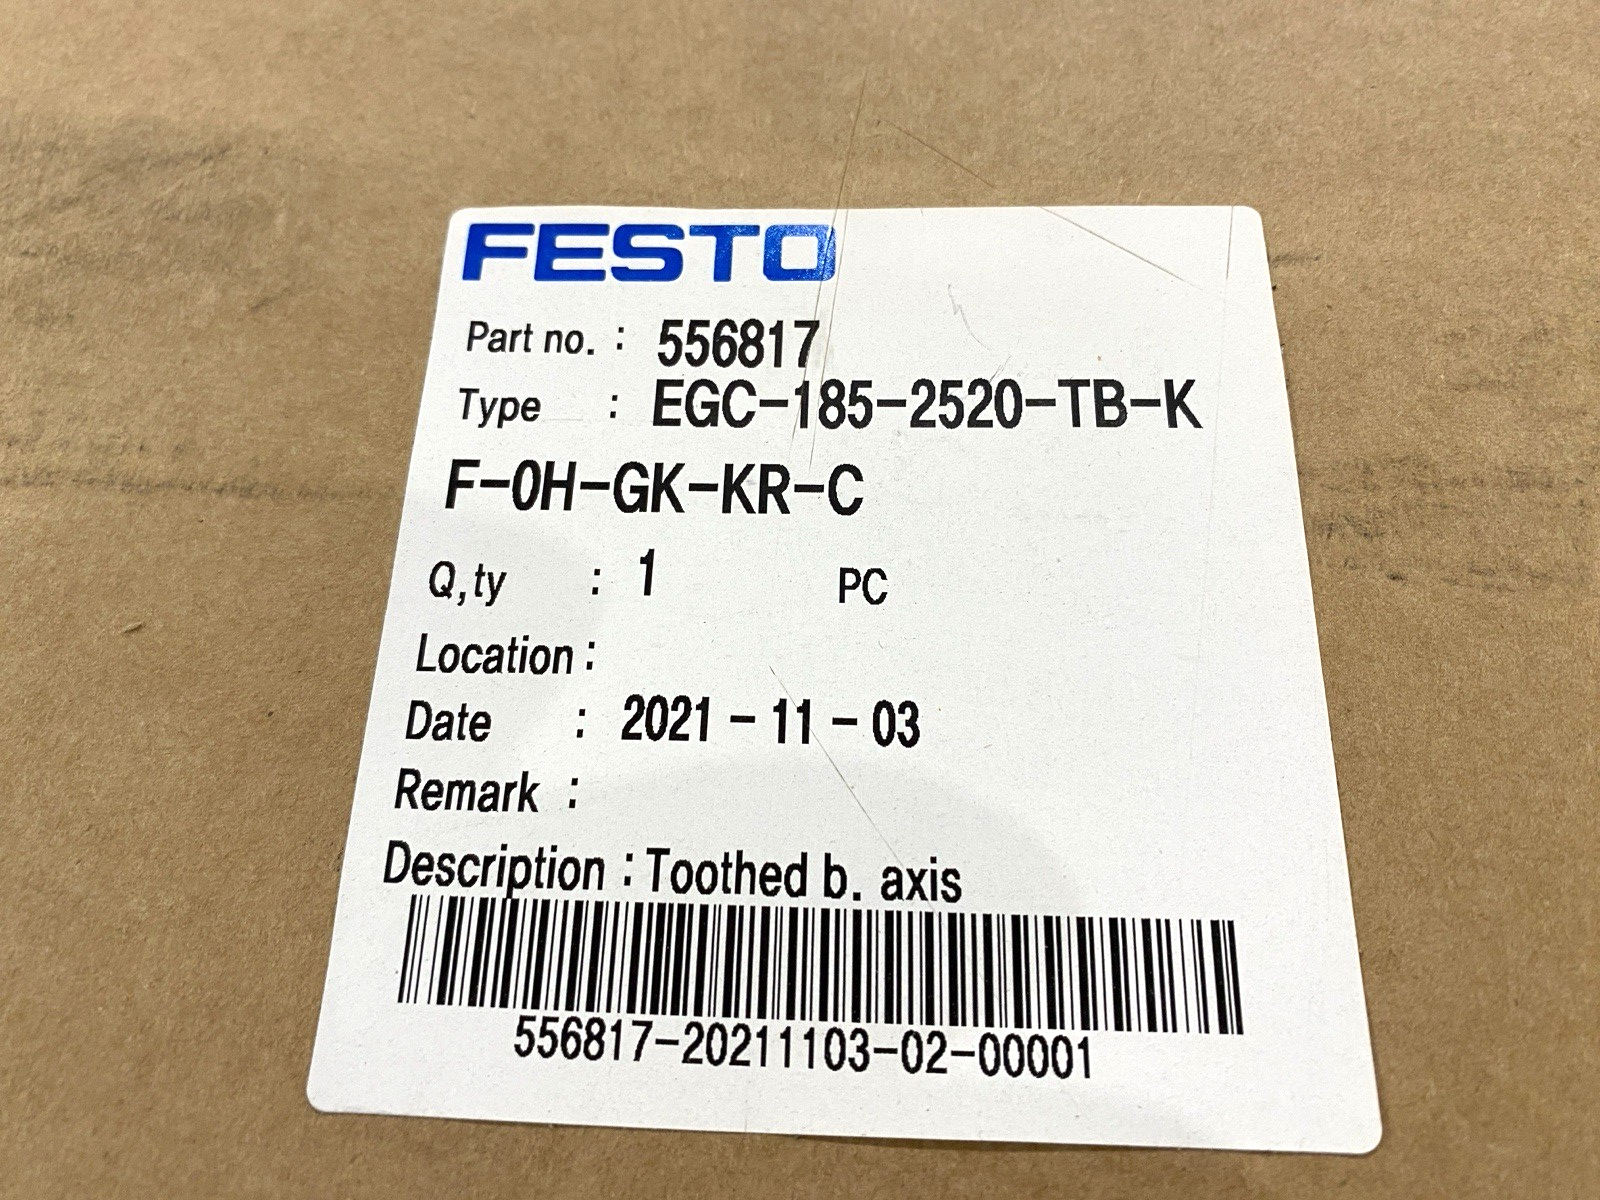 FESTO
Part no. : 556817
Type : EGC-185-2520-TB-K
F-0H-GK-KR-C
Q,ty : 1 PC
Location :
Date : 2021 - 11 - 03
Remark :
Description : Toothed b. axis
556817-20211103-02-00001